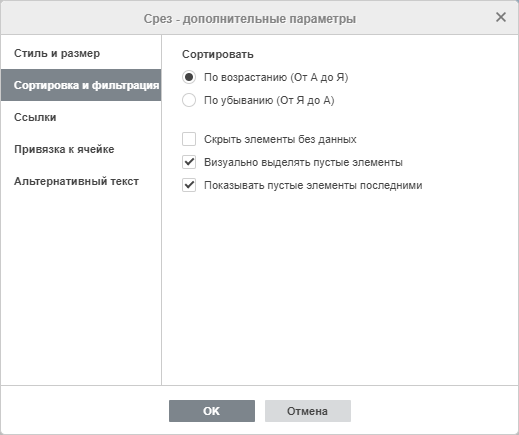 Срез - дополнительные параметры
Стиль и размер
Сортировка и фильтрация
Ссылки
Привязка к ячейке
Альтернативный текст
Сортировать
По возрастанию (От А до Я)
По убыванию (От Я до А)
Скрыть элементы без данных
Визуально выделять пустые элементы
Показывать пустые элементы последними
OK
Отмена